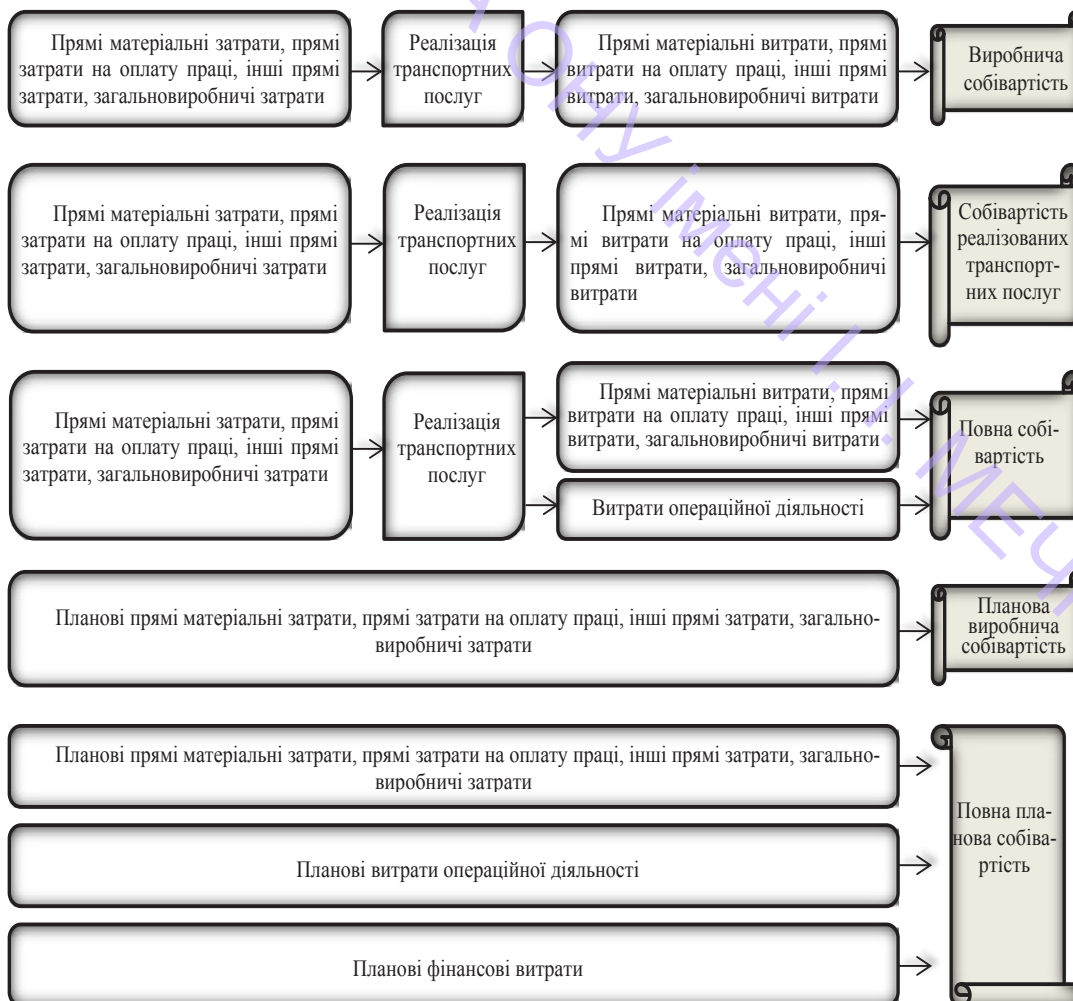 Прямі матеріальні затрати, прямі
затрати на оплату праці, інші прямі
затрати, загальновиробничі затрати
Реалізація
транспортних
послуг
Прямі матеріальні витрати, прямі
витрати на оплату праці, інші прямі
витрати, загальновиробничі витрати
Виробнича
собівартість
Прямі матеріальні затрати, прямі
затрати на оплату праці, інші прямі
затрати, загальновиробничі затрати
Реалізація
транспортних
послуг
Прямі матеріальні витрати, пря-
мі витрати на оплату праці, інші
прямі витрати, загальновиробничі
витрати
Собівартість
реалізованих
транспорт-
них послуг
Прямі матеріальні затрати, прямі
затрати на оплату праці, інші прямі
затрати, загальновиробничі затрати
Реалізація
транспортних
послуг
Прямі матеріальні витрати, прямі
витрати на оплату праці, інші прямі
витрати, загальновиробничі витрати
Витрати операційної діяльності
Повна собі-
вартість
Планові прямі матеріальні затрати, прямі затрати на оплату праці, інші прямі затрати, загально-
виробничі затрати
Планова
виробнича
собівартість
Планові прямі матеріальні затрати, прямі затрати на оплату праці, інші прямі затрати, загально-
виробничі затрати
Планові витрати операційної діяльності
Планові фінансові витрати
Повна пла-
нова собіва-
ртість
ОНУ імені І. І. МЕЧ